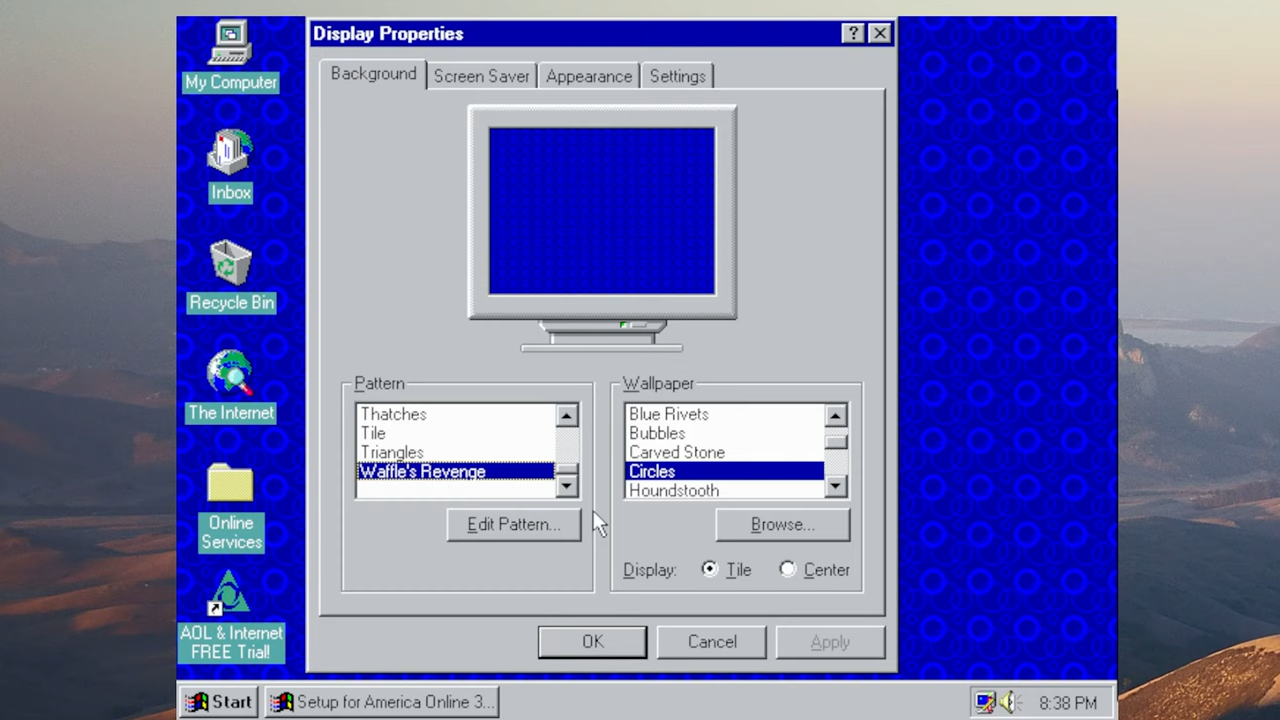 Display Properties
?
My Computer
Background
Screen Saver
Appearance
Settings
Inbox
Recycle Bin
The Internet
Pattern
Thatches
Tile
Triangles
Waffle's Revenge
Edit Pattern...
Wallpaper
Blue Rivets
Bubbles
Carved Stone
Circles
Houndstooth
Browse...
Display:
Tile
Center
Online
Services
AOL & Internet
FREE Trial!
OK
Cancel
Apply
Start
Setup for America Online 3...
8:38 PM